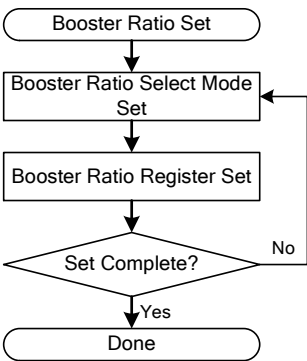 Booster Ratio Set
Booster Ratio Select Mode
Set
Booster Ratio Register Set
Set Complete?
No
Yes
Done